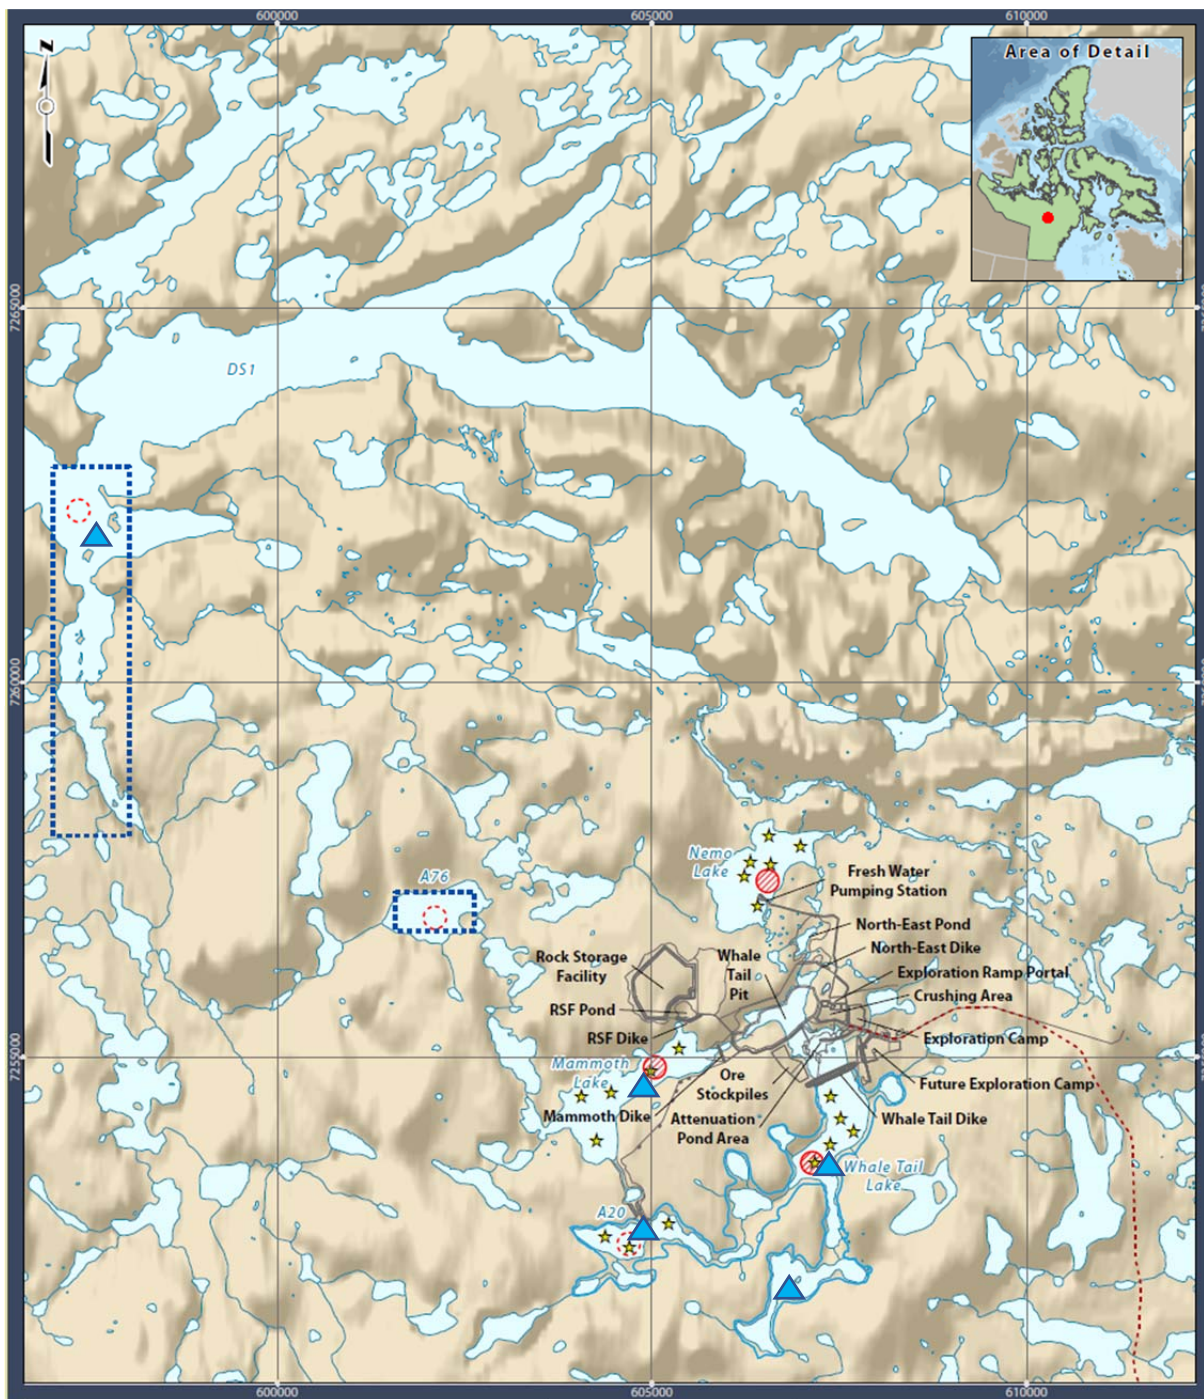 600000
605000
610000
N
Area of Detail
7265000
DS1
7260000
Nemo
Lake
A76
Fresh Water
Pumping Station
North-East Pond
North-East Dike
Rock Storage
Facility
Whale
Tail
Pit
Exploration Ramp Portal
Crushing Area
RSF Pond
RSF Dike
Exploration Camp
7255000
Mammoth
Lake
Ore
Stockpiles
Future Exploration Camp
Mammoth Dike
Attenuation
Pond Area
Whale Tail Dike
Whale Tail
Lake
A20
600000
605000
610000